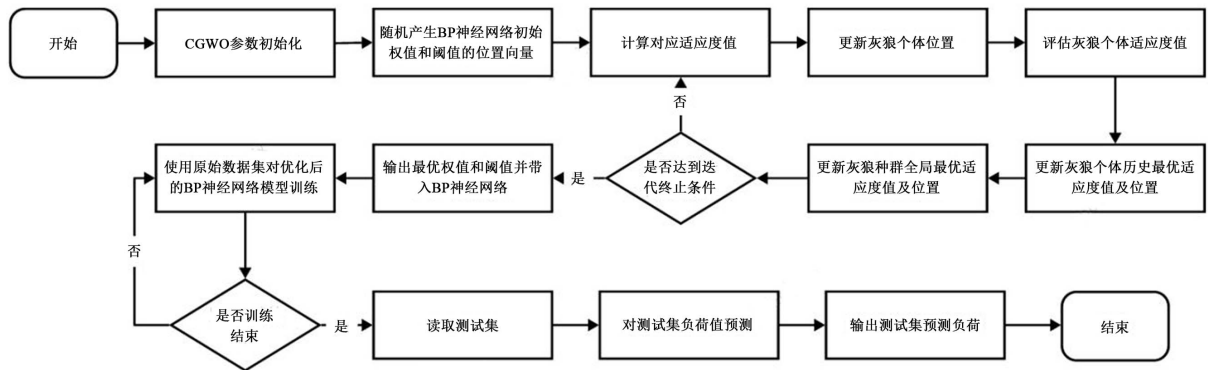 开始
CGWO参数初始化
随机产生BP神经网络初始
权值和阈值的位置向量
计算对应适应度值
更新灰狼个体位置
评估灰狼个体适应度值
否
使用原始数据集对优化后
的BP神经网络模型训练
输出最优权值和阈值并带
入BP神经网络
是
是否达到迭
代终止条件
更新灰狼种群全局最优适
应度值及位置
更新灰狼个体历史最优适
应度值及位置
否
是否训练
结束
是
读取测试集
对测试集负荷值预测
输出测试集预测负荷
结束